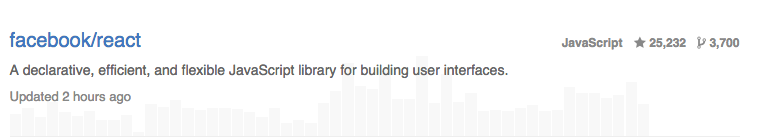 facebook/react
JavaScript 25,232 3,700
A declarative, efficient, and flexible JavaScript library for building user interfaces.
Updated 2 hours ago